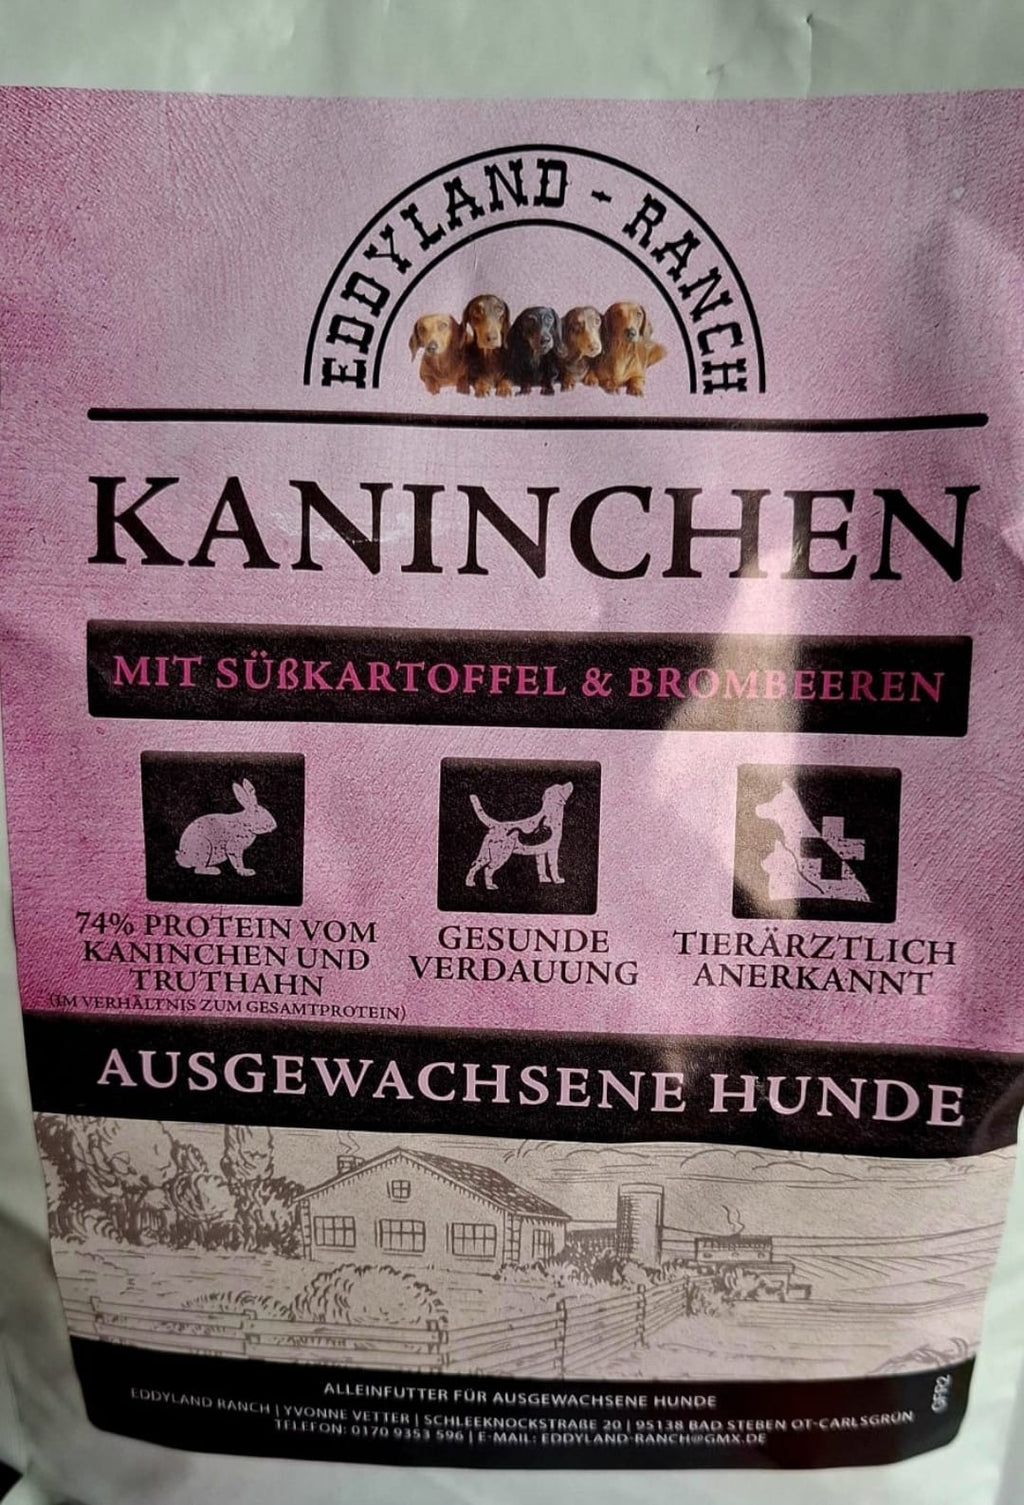 EDDYLAND-RANCH
KANINCHEN
MIT SÜßKARTOFFEL & BROMBEEREN
74% PROTEIN VOM
KANINCHEN UND
TRUTHAHN
(IM VERHÄLTNIS ZUM GESAMTPROTEIN)
GESUNDE
VERDAUUNG
TIERÄRZTLICH
ANERKANNT
AUSGEWACHSENE HUNDE
ALLEINFUTTER FÜR AUSGEWACHSENE HUNDE
EDDYLAND RANCH | YVONNE VETTER | SCHLEEKNOCKSTRAßE 20 | 95138 BAD STEBEN OT-CARLSGRÜN
TELEFON: 0170 9353 596 | E-MAIL: EDDYLAND-RANCH@GMX.DE
GFR2